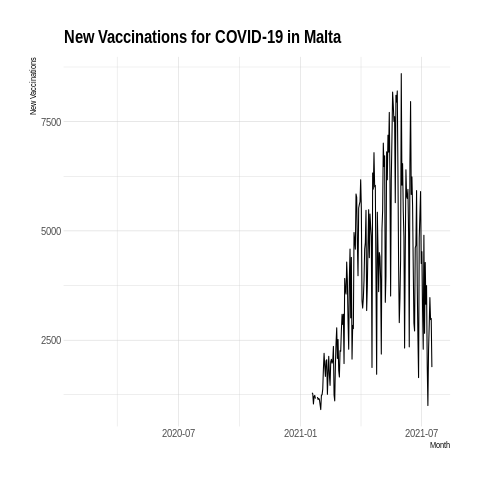 New Vaccinations for COVID-19 in Malta
New Vaccinations
7500
5000
2500
2020-07 2021-01 2021-07
Month